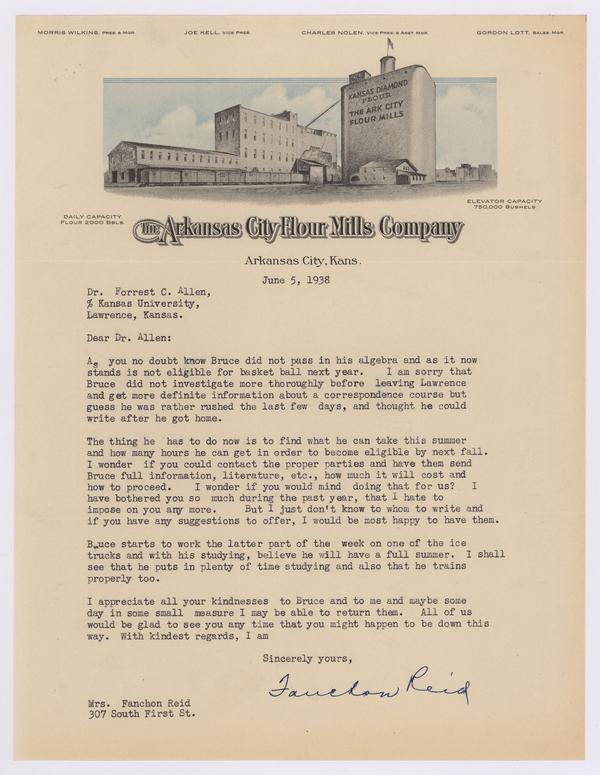 MORRIS WILKINS, PRES. & MGR. JOE KELL, VICE PRES. CHARLES NOLEN, VICE PRES. & ASST. MGR. GORDON LOTT, SALES MGR.
KANSAS DIAMOND
FLOUR
THE ARK CITY
FLOUR MILLS
DAILY CAPACITY
FLOUR 2000 BBLS.
ELEVATOR CAPACITY
750,000 BUSHELS
THE Arkansas City Flour Mills Company
Arkansas City, Kans.
June 5, 1938
Dr. Forrest C. Allen,
% Kansas University,
Lawrence, Kansas.
Dear Dr. Allen:
As you no doubt know Bruce did not pass in his algebra and as it now
stands is not eligible for basket ball next year. I am sorry that
Bruce did not investigate more thoroughly before leaving Lawrence
and get more definite information about a correspondence course but
guess he was rather rushed the last few days, and thought he could
write after he got home.
The thing he has to do now is to find what he can take this summer
and how many hours he can get in order to become eligible by next fall.
I wonder if you could contact the proper parties and have them send
Bruce full information, literature, etc., how much it will cost and
how to proceed. I wonder if you would mind doing that for us? I
have bothered you so much during the past year, that I hate to
impose on you any more. But I just don't know to whom to write and
if you have any suggestions to offer, I would be most happy to have them.
Bruce starts to work the latter part of the week on one of the ice
trucks and with his studying, believe he will have a full summer. I shall
see that he puts in plenty of time studying and also that he trains
properly too.
I appreciate all your kindnesses to Bruce and to me and maybe some
day in some small measure I may be able to return them. All of us
would be glad to see you any time that you might happen to be down this
way. With kindest regards, I am
Sincerely yours,
Fanchon Reid
Mrs. Fanchon Reid
307 South First St.